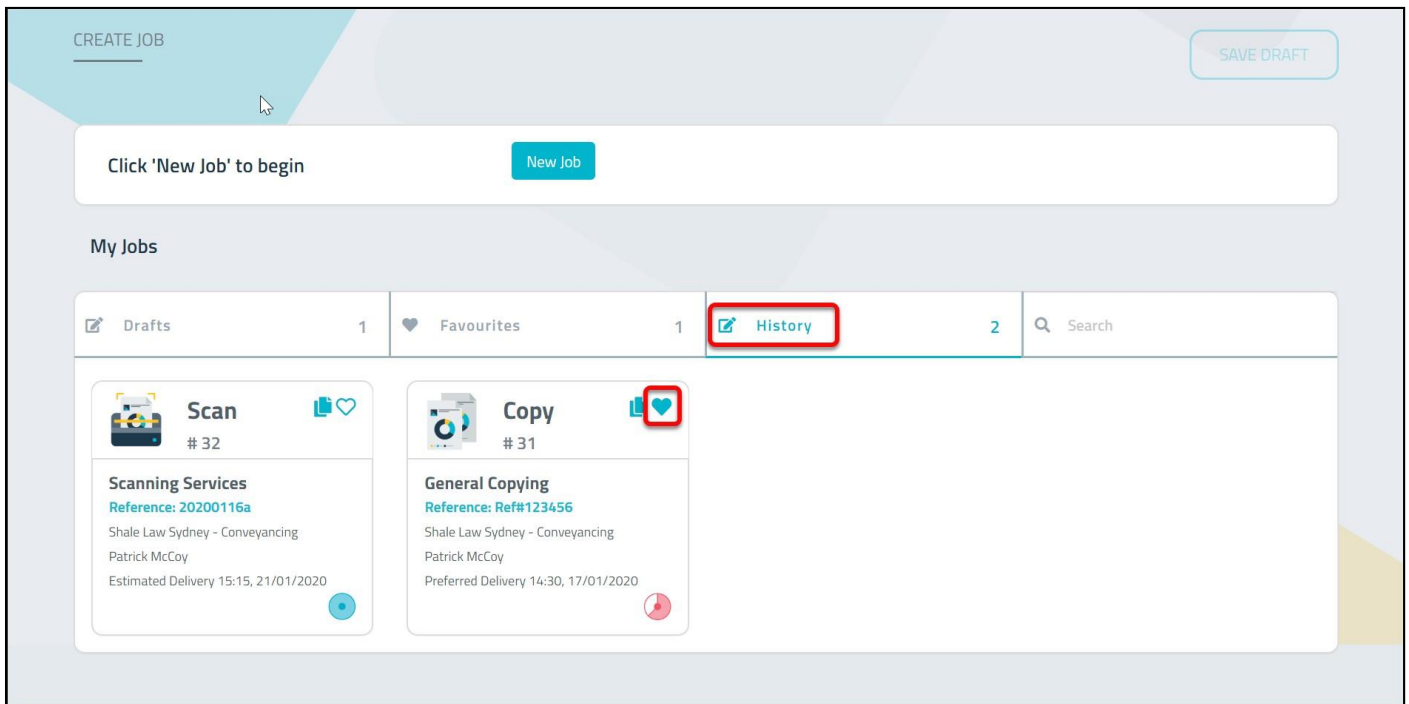 CREATE JOB
SAVE DRAFT
Click 'New Job' to begin
New Job
My Jobs
Drafts 1
Favourites 1
History 2
Search
Scan
# 32
Scanning Services
Reference: 20200116a
Shale Law Sydney - Conveyancing
Patrick McCoy
Estimated Delivery 15:15, 21/01/2020
Copy
# 31
General Copying
Reference: Ref#123456
Shale Law Sydney - Conveyancing
Patrick McCoy
Preferred Delivery 14:30, 17/01/2020